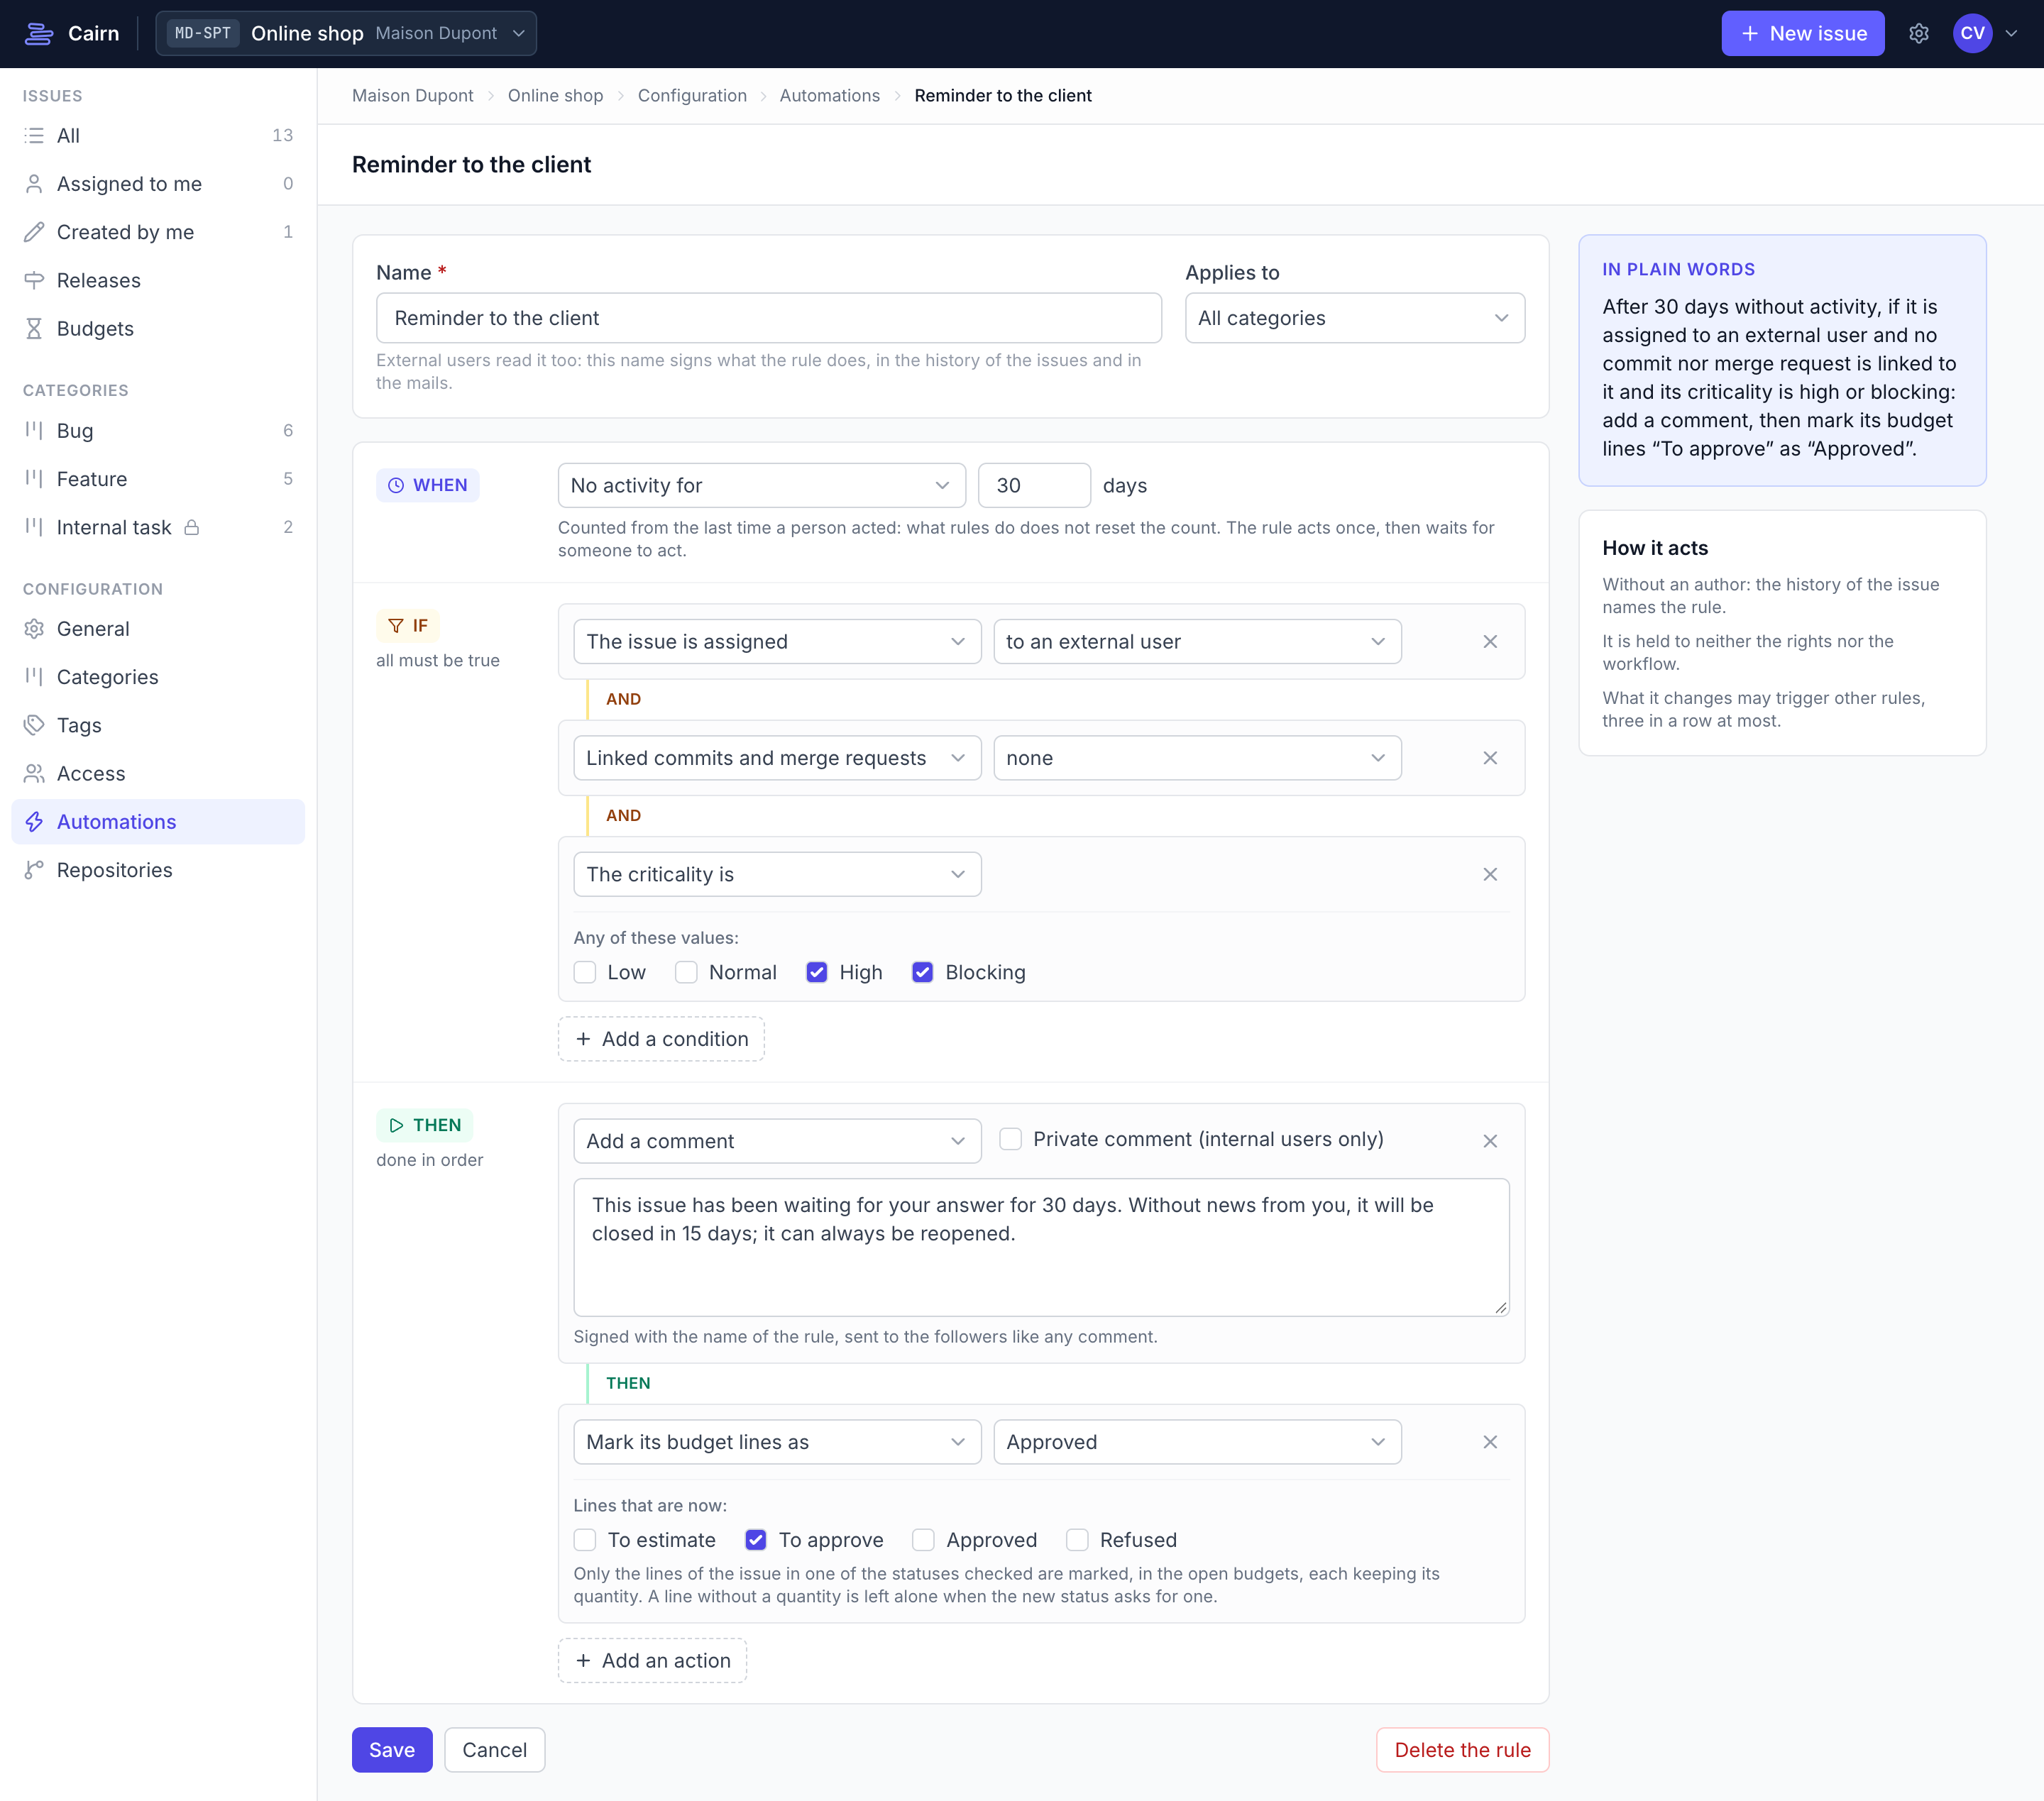 Cairn
MD-SPT Online shop Maison Dupont
New issue
CV
ISSUES
All 13
Assigned to me 0
Created by me 1
Releases
Budgets
CATEGORIES
Bug 6
Feature 5
Internal task 2
CONFIGURATION
General
Categories
Tags
Access
Automations
Repositories
Maison Dupont Online shop Configuration Automations Reminder to the client
Reminder to the client
Name *
Reminder to the client
External users read it too: this name signs what the rule does, in the history of the issues and in
the mails.
Applies to
All categories
WHEN
No activity for 30 days
Counted from the last time a person acted: what rules do does not reset the count. The rule acts once, then waits for
someone to act.
IF
all must be true
The issue is assigned to an external user
AND
Linked commits and merge requests none
AND
The criticality is
Any of these values:
Low Normal High Blocking
Add a condition
THEN
done in order
Add a comment Private comment (internal users only)
This issue has been waiting for your answer for 30 days. Without news from you, it will be
closed in 15 days; it can always be reopened.
Signed with the name of the rule, sent to the followers like any comment.
THEN
Mark its budget lines as Approved
Lines that are now:
To estimate To approve Approved Refused
Only the lines of the issue in one of the statuses checked are marked, in the open budgets, each keeping its
quantity. A line without a quantity is left alone when the new status asks for one.
Add an action
Save Cancel Delete the rule
IN PLAIN WORDS
After 30 days without activity, if it is
assigned to an external user and no
commit nor merge request is linked to
it and its criticality is high or blocking:
add a comment, then mark its budget
lines “To approve” as “Approved”.
How it acts
Without an author: the history of the issue
names the rule.
It is held to neither the rights nor the
workflow.
What it changes may trigger other rules,
three in a row at most.